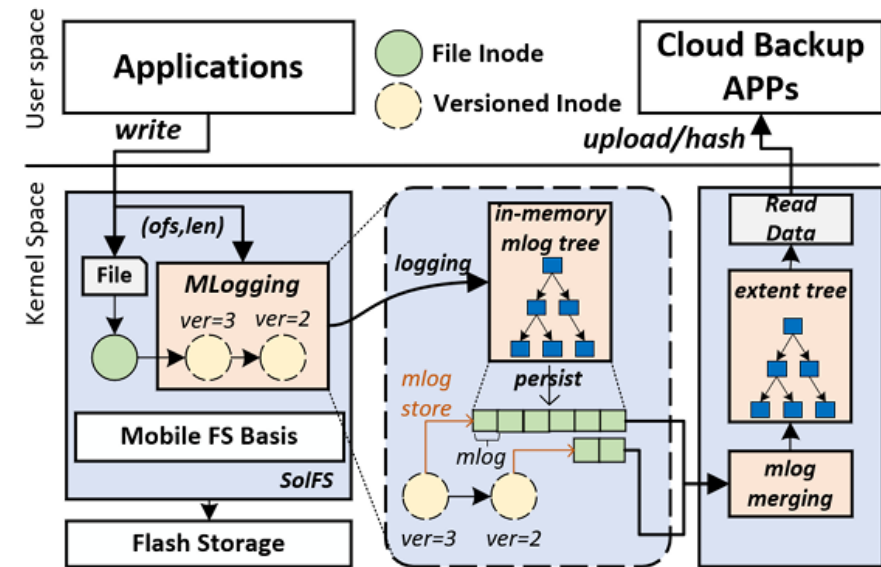 User space
Applications
File Inode
Versioned Inode
Cloud Backup
APPs
write
upload/hash
Kernel Space
(ofs,len)
File
MLogging
ver=3
ver=2
Mobile FS Basis
SolFS
Flash Storage
logging
in-memory
mlog tree
persist
mlog
store
mlog
ver=3
ver=2
Read
Data
extent tree
mlog
merging